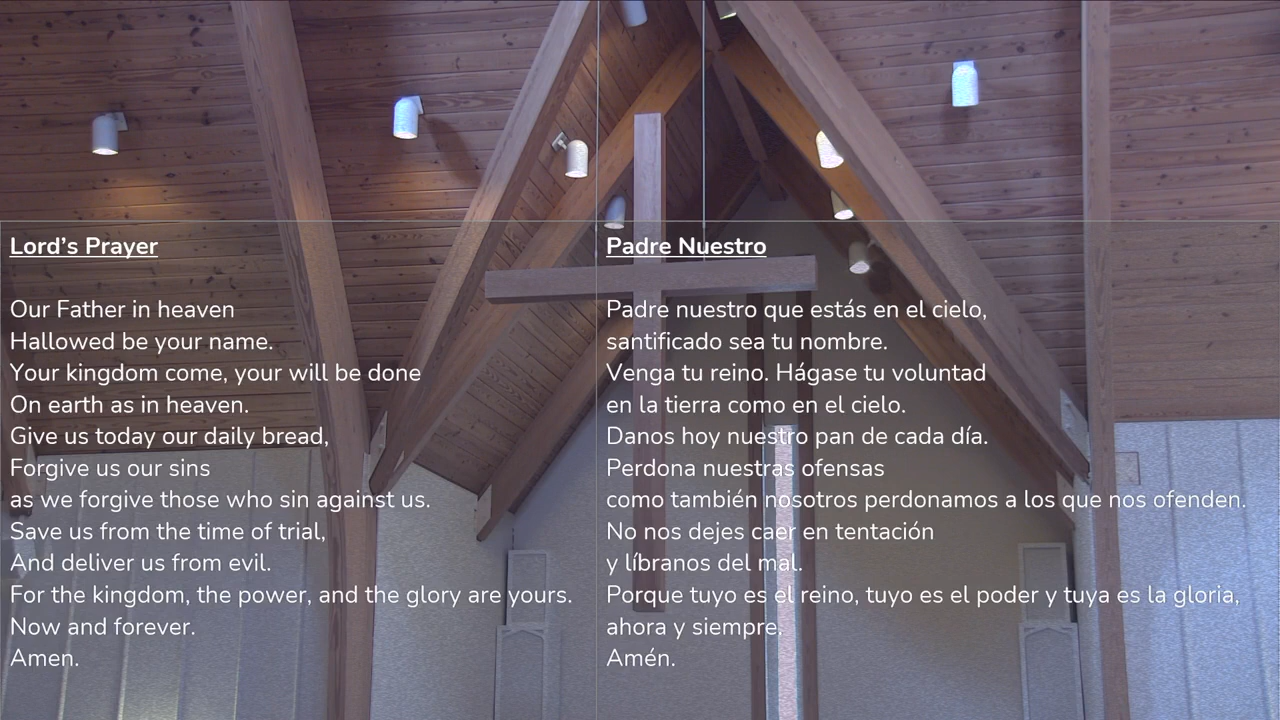 Lord’s Prayer
Our Father in heaven
Hallowed be your name.
Your kingdom come, your will be done
On earth as in heaven.
Give us today our daily bread,
Forgive us our sins
as we forgive those who sin against us.
Save us from the time of trial,
And deliver us from evil.
For the kingdom, the power, and the glory are yours.
Now and forever.
Amen.
Padre Nuestro
Padre nuestro que estás en el cielo,
santificado sea tu nombre.
Venga tu reino. Hágase tu voluntad
en la tierra como en el cielo.
Danos hoy nuestro pan de cada día.
Perdona nuestras ofensas
como también nosotros perdonamos a los que nos ofenden.
No nos dejes caer en tentación
y líbranos del mal.
Porque tuyo es el reino, tuyo es el poder y tuya es la gloria,
ahora y siempre.
Amén.